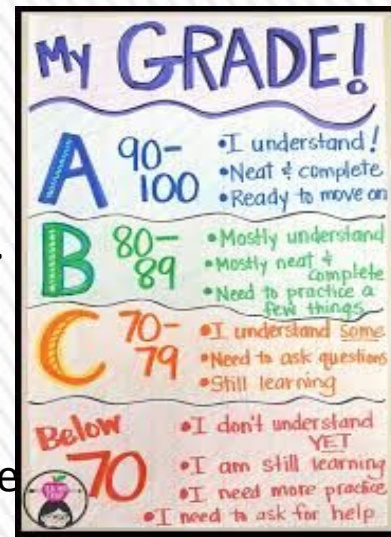 My GRADE!
A 90-
100
•I understand!
•Neat & complete
•Ready to move on
B 80-
89
•Mostly understand
•Mostly neat &
complete
•Need to practice a
few things
C 70-
79
•I understand some
•Need to ask questions
•Still learning
Below
70
•I don't understand
YET
•I am still learning
•I need more practice
•I need to ask for help
e